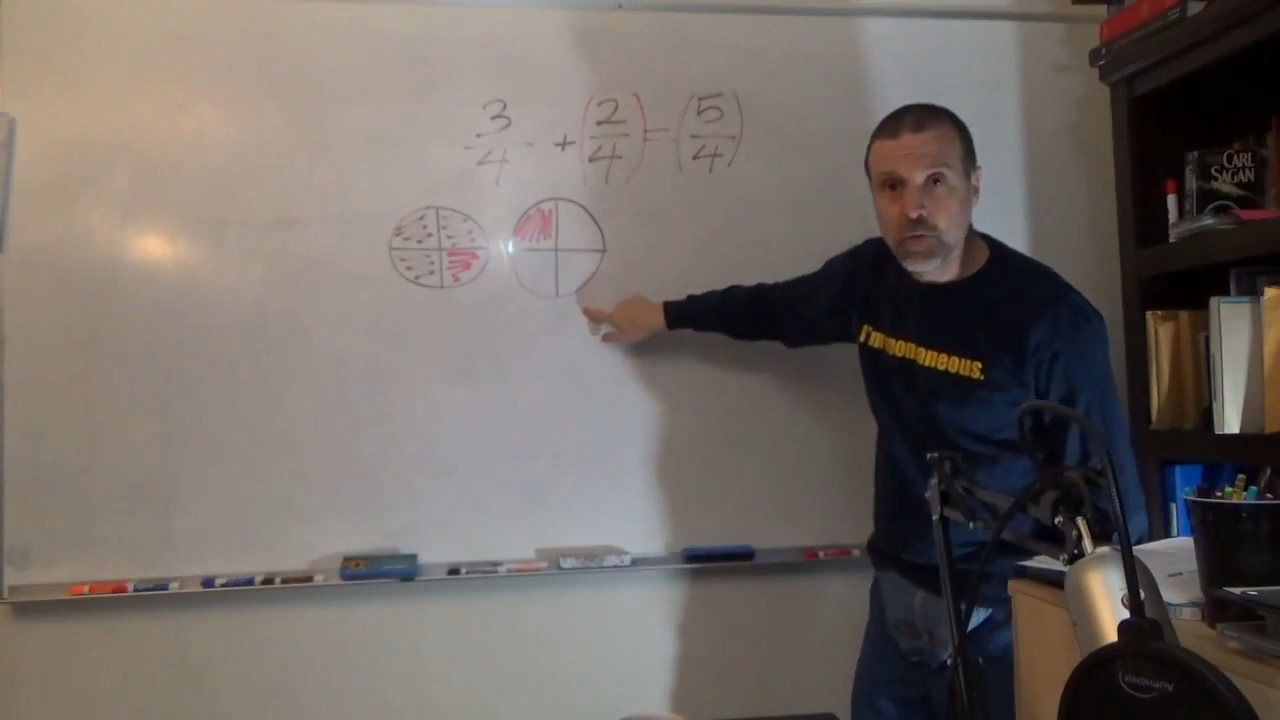 3/4 + (2/4) = (5/4)
CARL
SAGAN
I'm